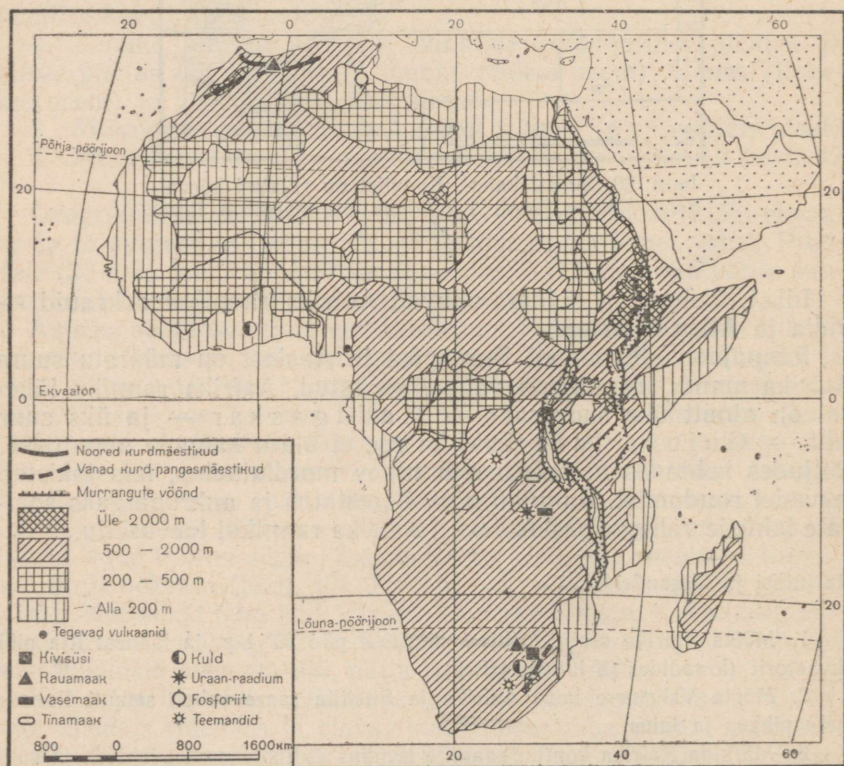 20 0 20 40
Põhja-pöörijoon
20 20
Ekvaator
0 0
Noored kurdmäestikud
Vanad kurd-pangasmäestikud
Murrangute vöönd
Üle 2000 m
500 – 2000 m
200 – 500 m
Alla 200 m
Tegevad vulkaanid
Kivisüsi Kuld
Rauamaak Uraan-raadium
Vasemaak Fosforiit
Tinamaak Teemandid
800 0 800 1600 км
Lõuna-pöörijoon
20
20 40 60